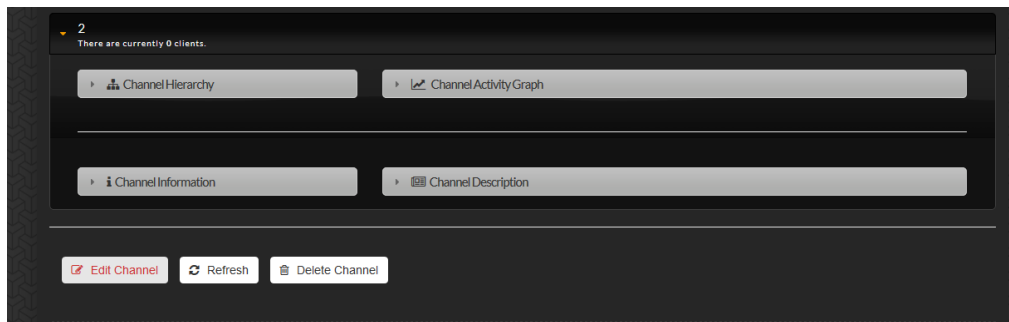 2
There are currently 0 clients.
Channel Hierarchy
Channel Activity Graph
Channel Information
Channel Description
Edit Channel
Refresh
Delete Channel